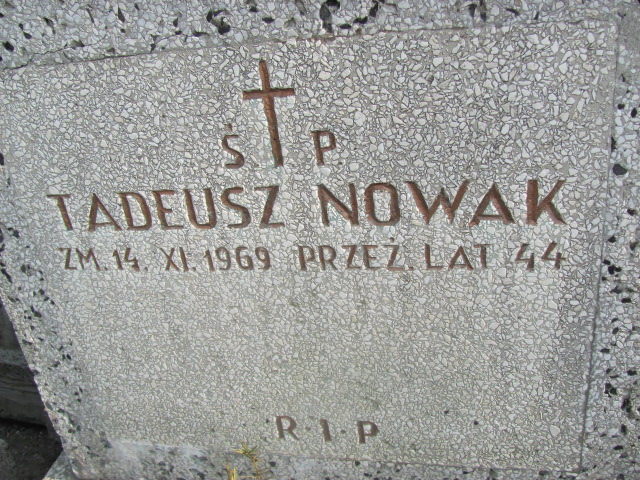 Ś P.
TADEUSZ NOWAK
ZM. 14. XI. 1969 PRZEŻ. LAT 44
R·I·P